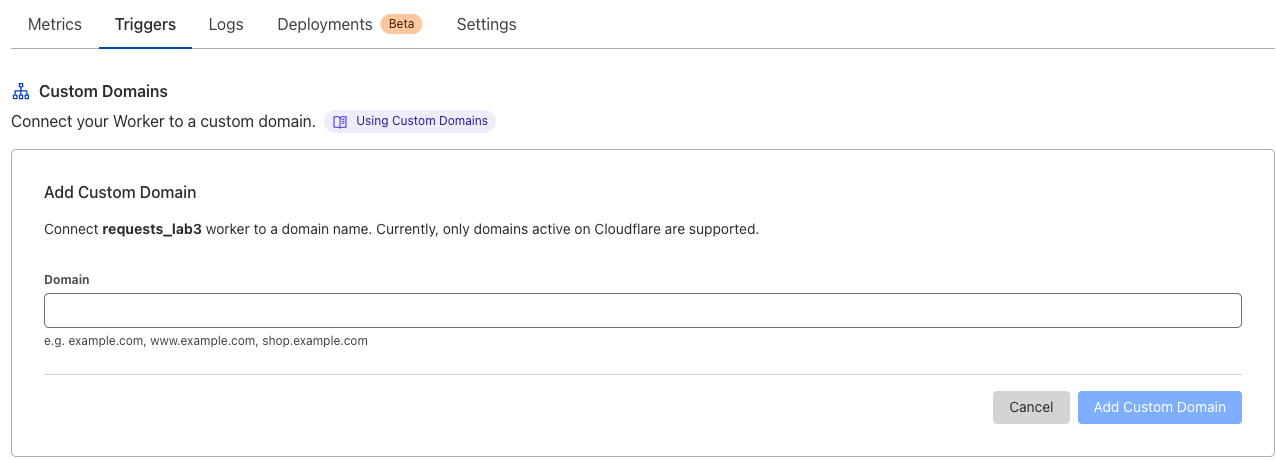 Metrics Triggers Logs Deployments Beta Settings
Custom Domains
Connect your Worker to a custom domain. Using Custom Domains
Add Custom Domain
Connect requests_lab3 worker to a domain name. Currently, only domains active on Cloudflare are supported.
Domain
e.g. example.com, www.example.com, shop.example.com
Cancel Add Custom Domain